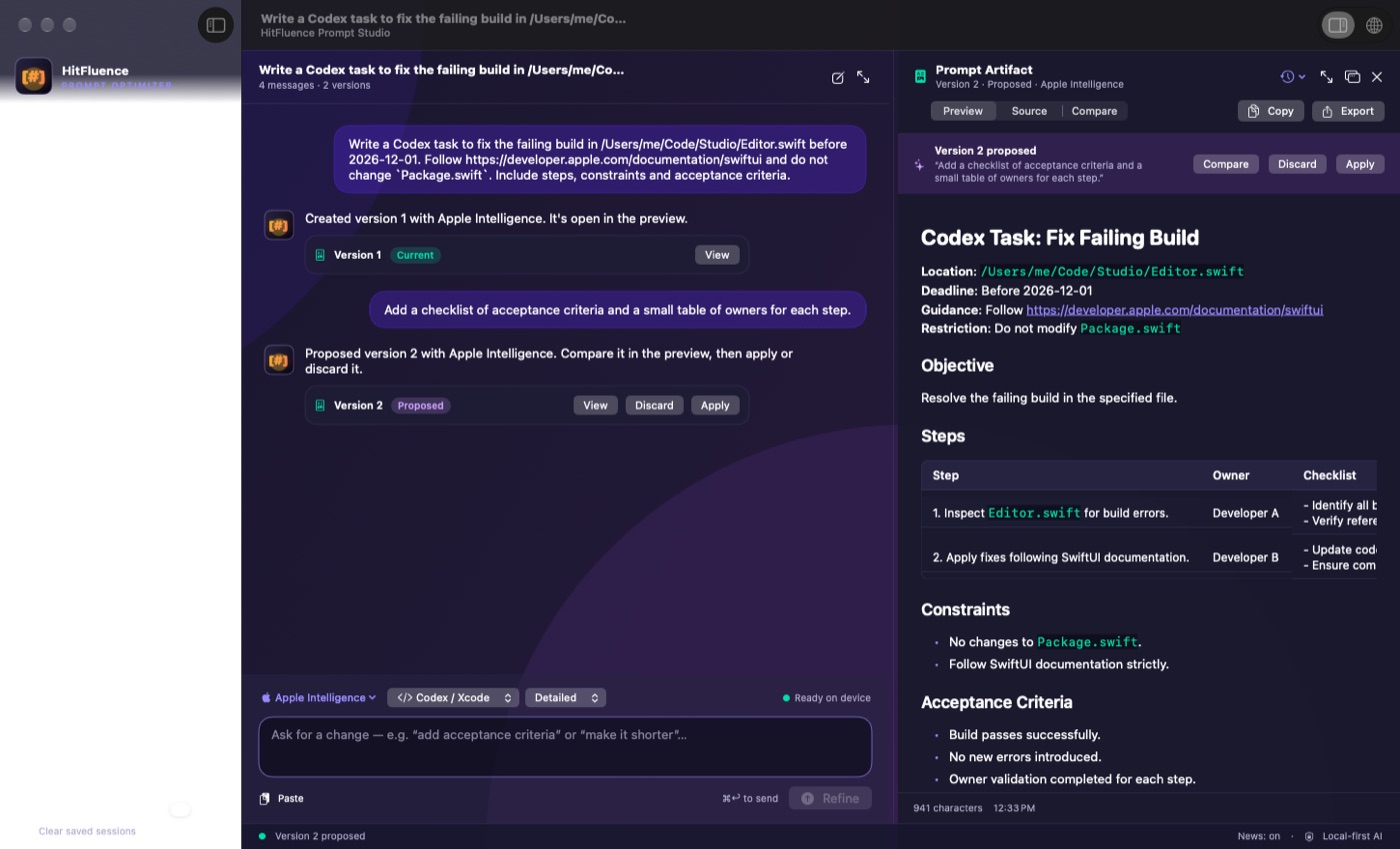 HitFluence
PROMPT OPTIMIZER
Clear saved sessions
Write a Codex task to fix the failing build in /Users/me/Co...
HitFluence Prompt Studio
Write a Codex task to fix the failing build in /Users/me/Co...
4 messages · 2 versions
Write a Codex task to fix the failing build in /Users/me/Code/Studio/Editor.swift before
2026-12-01. Follow https://developer.apple.com/documentation/swiftui and do not
change `Package.swift`. Include steps, constraints and acceptance criteria.
Created version 1 with Apple Intelligence. It's open in the preview.
Version 1 Current View
Add a checklist of acceptance criteria and a small table of owners for each step.
Proposed version 2 with Apple Intelligence. Compare it in the preview, then apply or
discard it.
Version 2 Proposed View Discard Apply
Apple Intelligence </> Codex / Xcode Detailed Ready on device
Ask for a change — e.g. “add acceptance criteria” or “make it shorter”...
Paste ⌘↩ to send Refine
Version 2 proposed
Prompt Artifact
Version 2 · Proposed · Apple Intelligence
Preview Source Compare Copy Export
Version 2 proposed
“Add a checklist of acceptance criteria and a
small table of owners for each step.”
Compare Discard Apply
Codex Task: Fix Failing Build
Location: /Users/me/Code/Studio/Editor.swift
Deadline: Before 2026-12-01
Guidance: Follow https://developer.apple.com/documentation/swiftui
Restriction: Do not modify Package.swift
Objective
Resolve the failing build in the specified file.
Steps
Step Owner Checklist
1. Inspect Editor.swift for build errors. Developer A
- Identify all
- Verify
2. Apply fixes following SwiftUI documentation. Developer B
- Update
- Ensure
Constraints
• No changes to Package.swift.
• Follow SwiftUI documentation strictly.
Acceptance Criteria
• Build passes successfully.
• No new errors introduced.
• Owner validation completed for each step.
941 characters 12:33 PM
News: on · Local-first AI